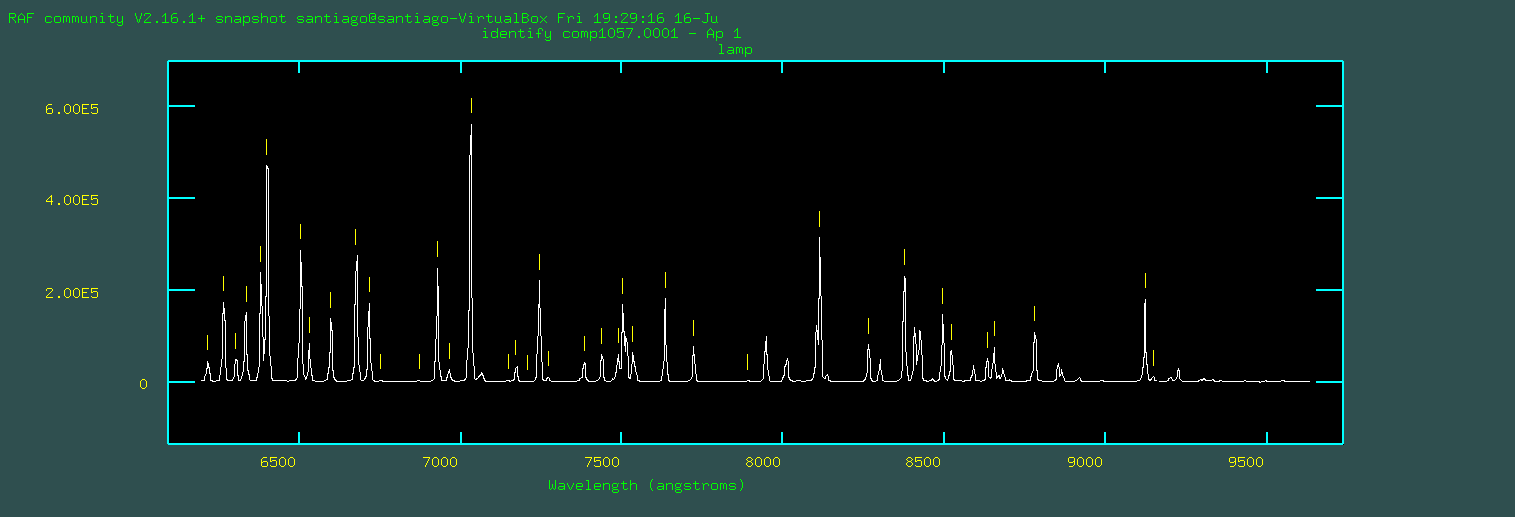 RAF community V2.16.1+ snapshot santiago@santiago-VirtualBox Fri 19:29:16 16-Ju
identify comp1057.0001 - Ap 1
lamp
6.00E5
4.00E5
2.00E5
0
6500 7000 7500 8000 8500 9000 9500
Wavelength (angstroms)